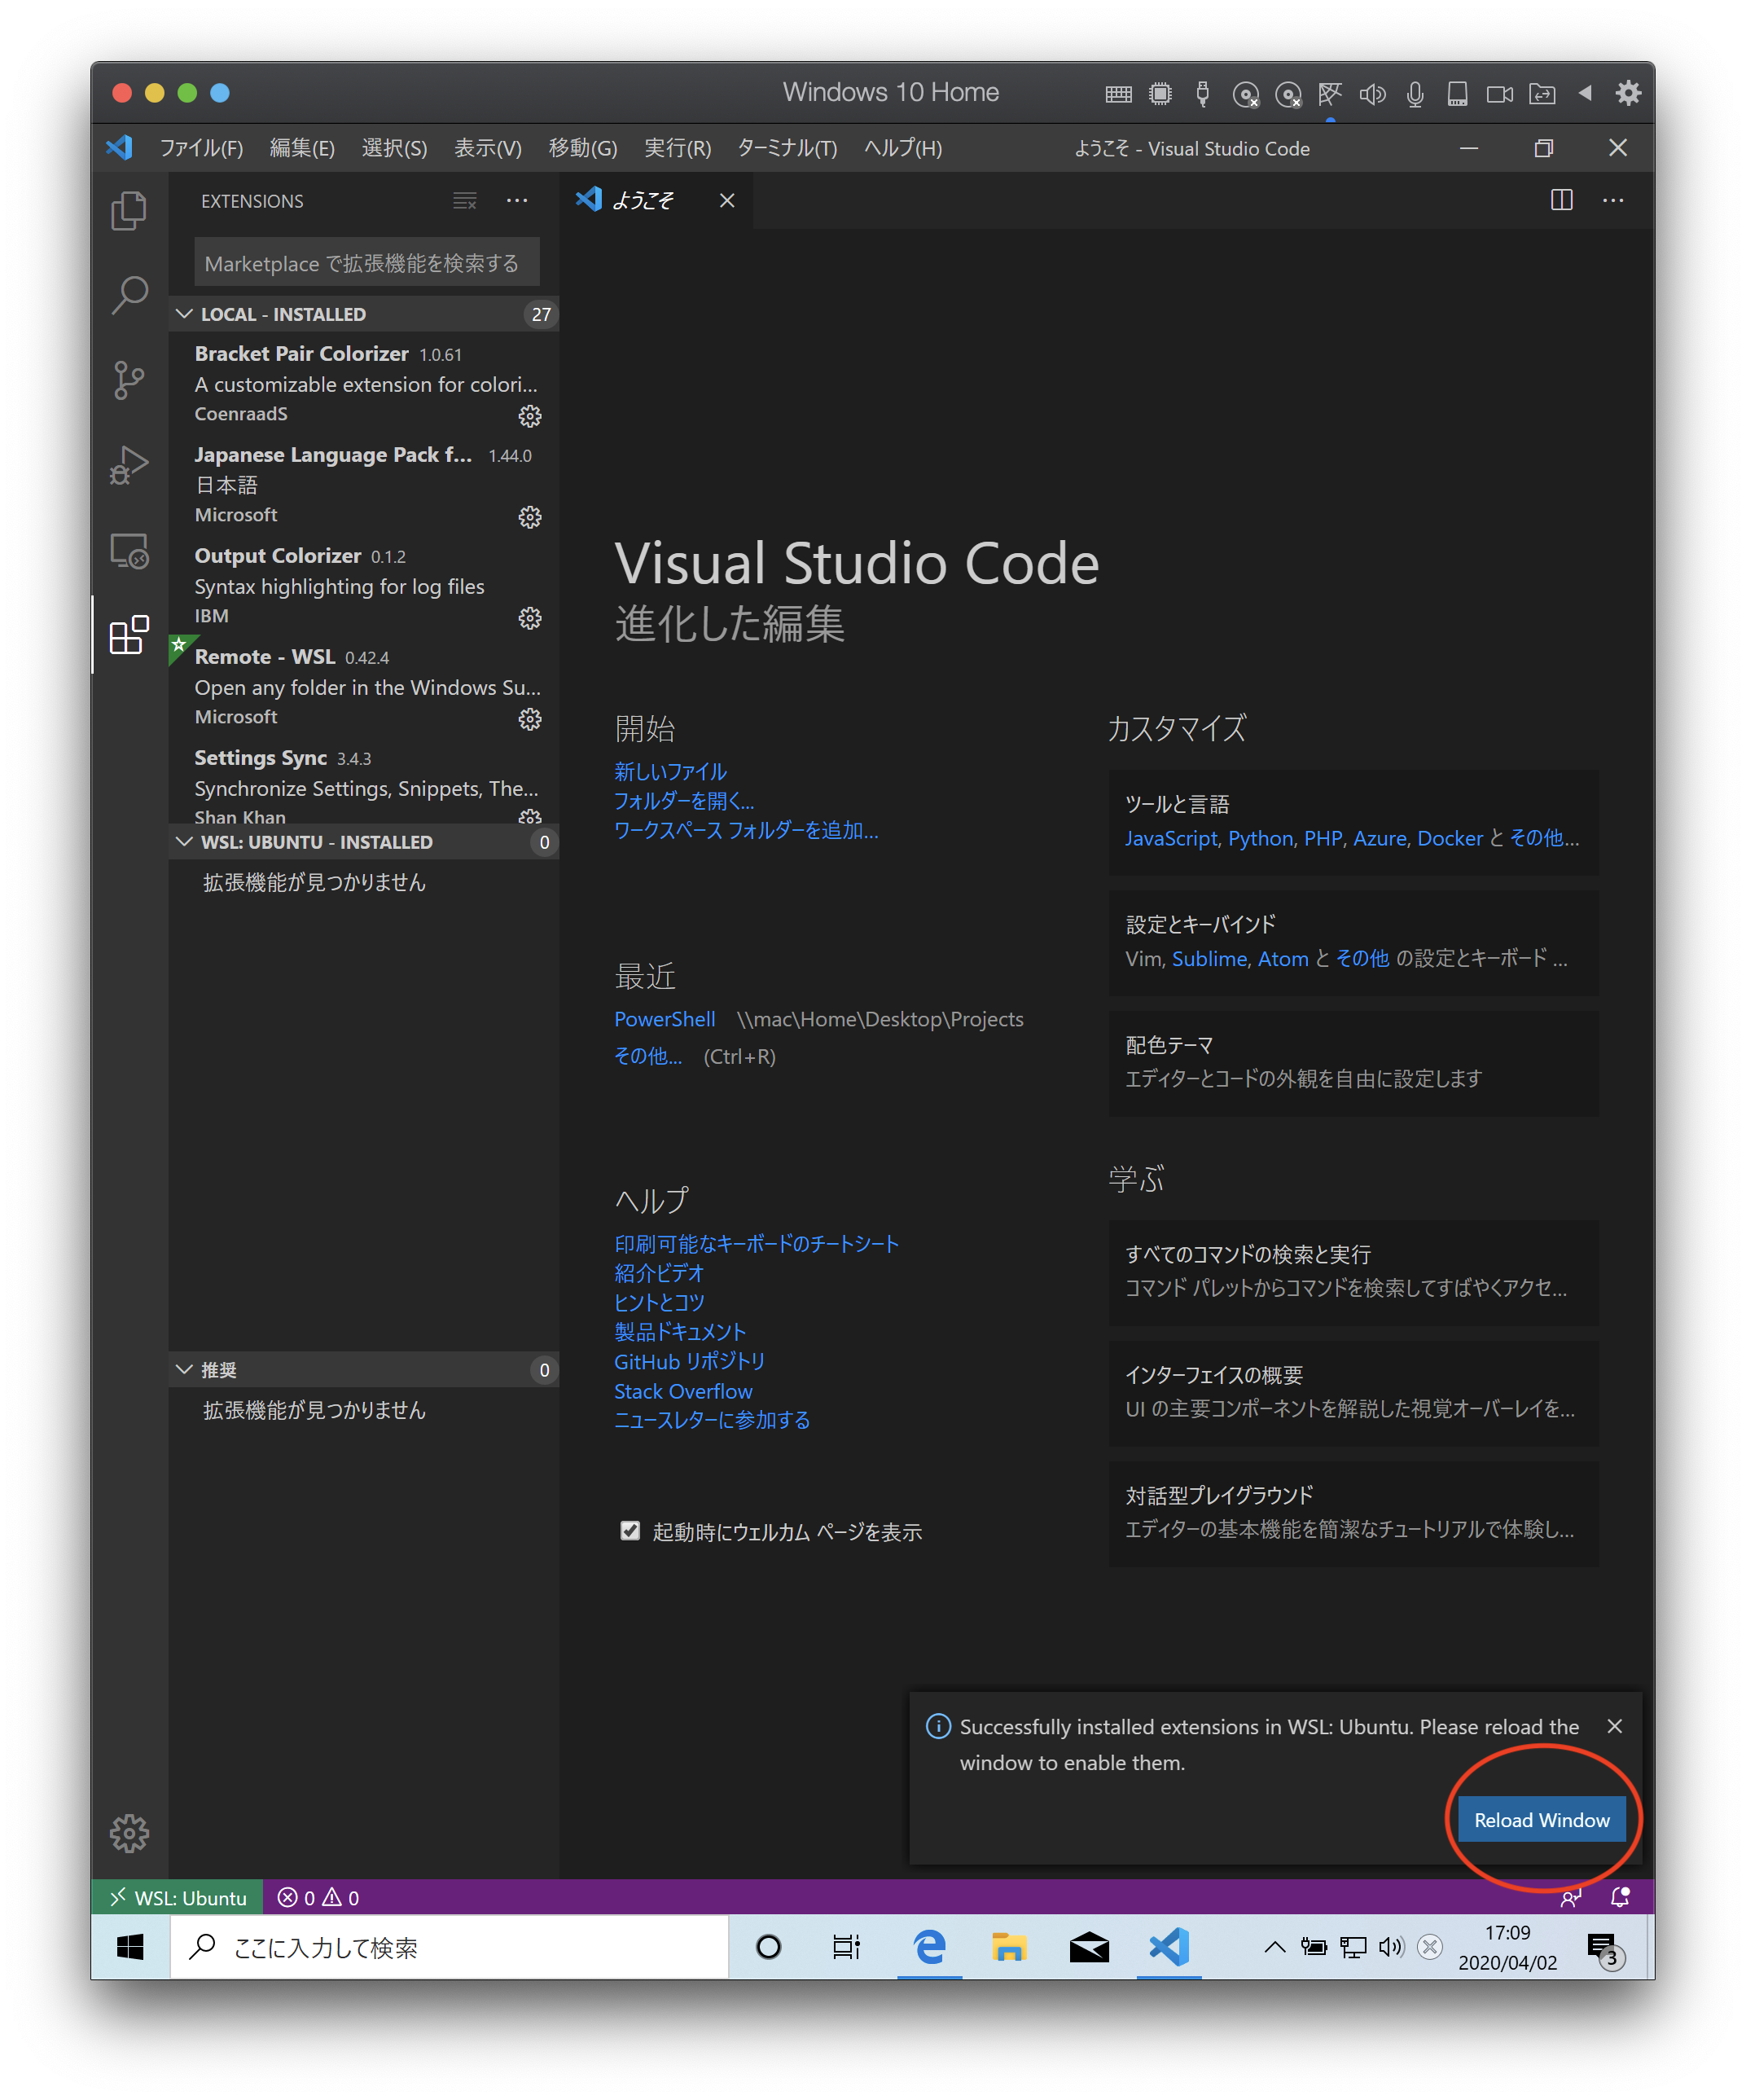 Windows 10 Home
ファイル(F) 編集(E) 選択(S) 表示(V) 移動(G) 実行(R) ターミナル(T) ヘルプ(H) ようこそ - Visual Studio Code
EXTENSIONS
ようこそ
Marketplace で拡張機能を検索する
LOCAL - INSTALLED 27
Bracket Pair Colorizer 1.0.61
A customizable extension for colori...
CoenraadS
Japanese Language Pack f... 1.44.0
日本語
Microsoft
Output Colorizer 0.1.2
Syntax highlighting for log files
IBM
Remote - WSL 0.42.4
Open any folder in the Windows Su...
Microsoft
Settings Sync 3.4.3
Synchronize Settings, Snippets, The...
Shan Khan
WSL: UBUNTU - INSTALLED 0
拡張機能が見つかりません
推奨 0
拡張機能が見つかりません
Visual Studio Code
進化した編集
開始
新しいファイル
フォルダーを開く...
ワークスペース フォルダーを追加...
最近
PowerShell \\mac\Home\Desktop\Projects
その他... (Ctrl+R)
ヘルプ
印刷可能なキーボードのチートシート
紹介ビデオ
ヒントとコツ
製品ドキュメント
GitHub リポジトリ
Stack Overflow
ニュースレターに参加する
起動時にウェルカム ページを表示
カスタマイズ
ツールと言語
JavaScript, Python, PHP, Azure, Docker と その他...
設定とキーバインド
Vim, Sublime, Atom と その他 の設定とキーボード ...
配色テーマ
エディターとコードの外観を自由に設定します
学ぶ
すべてのコマンドの検索と実行
コマンド パレットからコマンドを検索してすばやくアクセ...
インターフェイスの概要
UI の主要コンポーネントを解説した視覚オーバーレイを...
対話型プレイグラウンド
エディターの基本機能を簡潔なチュートリアルで体験し...
Successfully installed extensions in WSL: Ubuntu. Please reload the
window to enable them.
Reload Window
WSL: Ubuntu 0 0
ここに入力して検索
17:09
2020/04/02
3